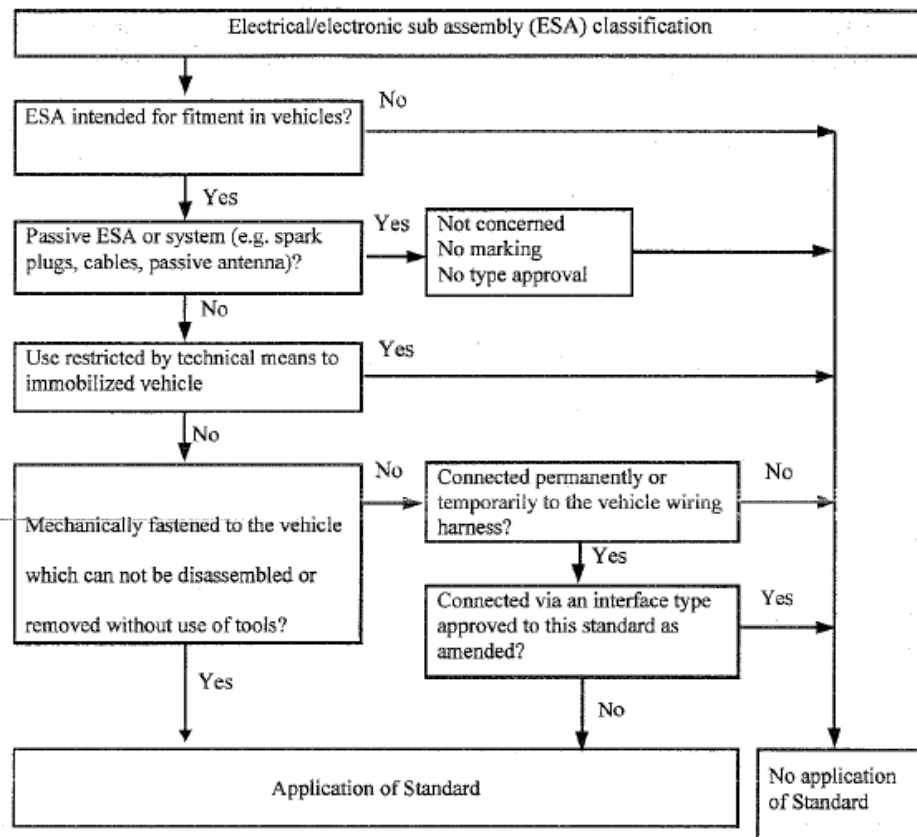 Electrical/electronic sub assembly (ESA) classification
ESA intended for fitment in vehicles?
No
Yes
Passive ESA or system (e.g. spark
plugs, cables, passive antenna)?
Yes
Not concerned
No marking
No type approval
No
Use restricted by technical means to
immobilized vehicle
Yes
No
Mechanically fastened to the vehicle
which can not be disassembled or
removed without use of tools?
No
Connected permanently or
temporarily to the vehicle wiring
harness?
No
Yes
Connected via an interface type
approved to this standard as
amended?
Yes
Yes
No
Application of Standard
No application
of Standard